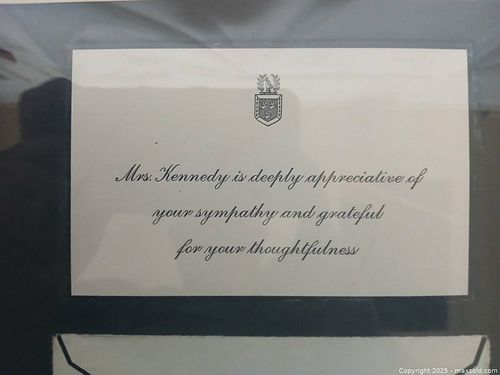 Mrs. Kennedy is deeply appreciative of
your sympathy and grateful
for your thoughtfulness
Copyright 2025 - maxsold.com